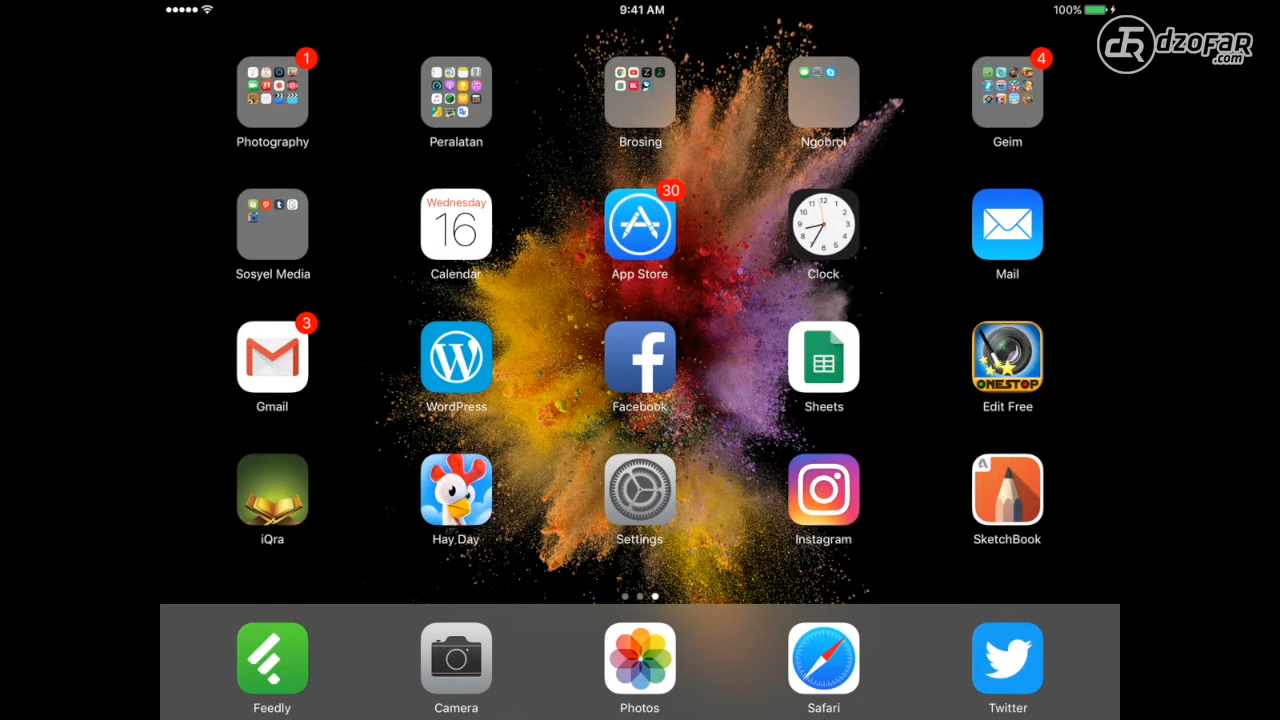 9:41 AM
100%
DZOFAR
.com
1
4
Photography
Peralatan
Brosing
Ngobrol
Geim
30
Wednesday
16
Sosyel Media
Calendar
App Store
Clock
Mail
3
ONESTOP
Gmail
WordPress
Facebook
Sheets
Edit Free
iQra
Hay Day
Settings
Instagram
SketchBook
Feedly
Camera
Photos
Safari
Twitter